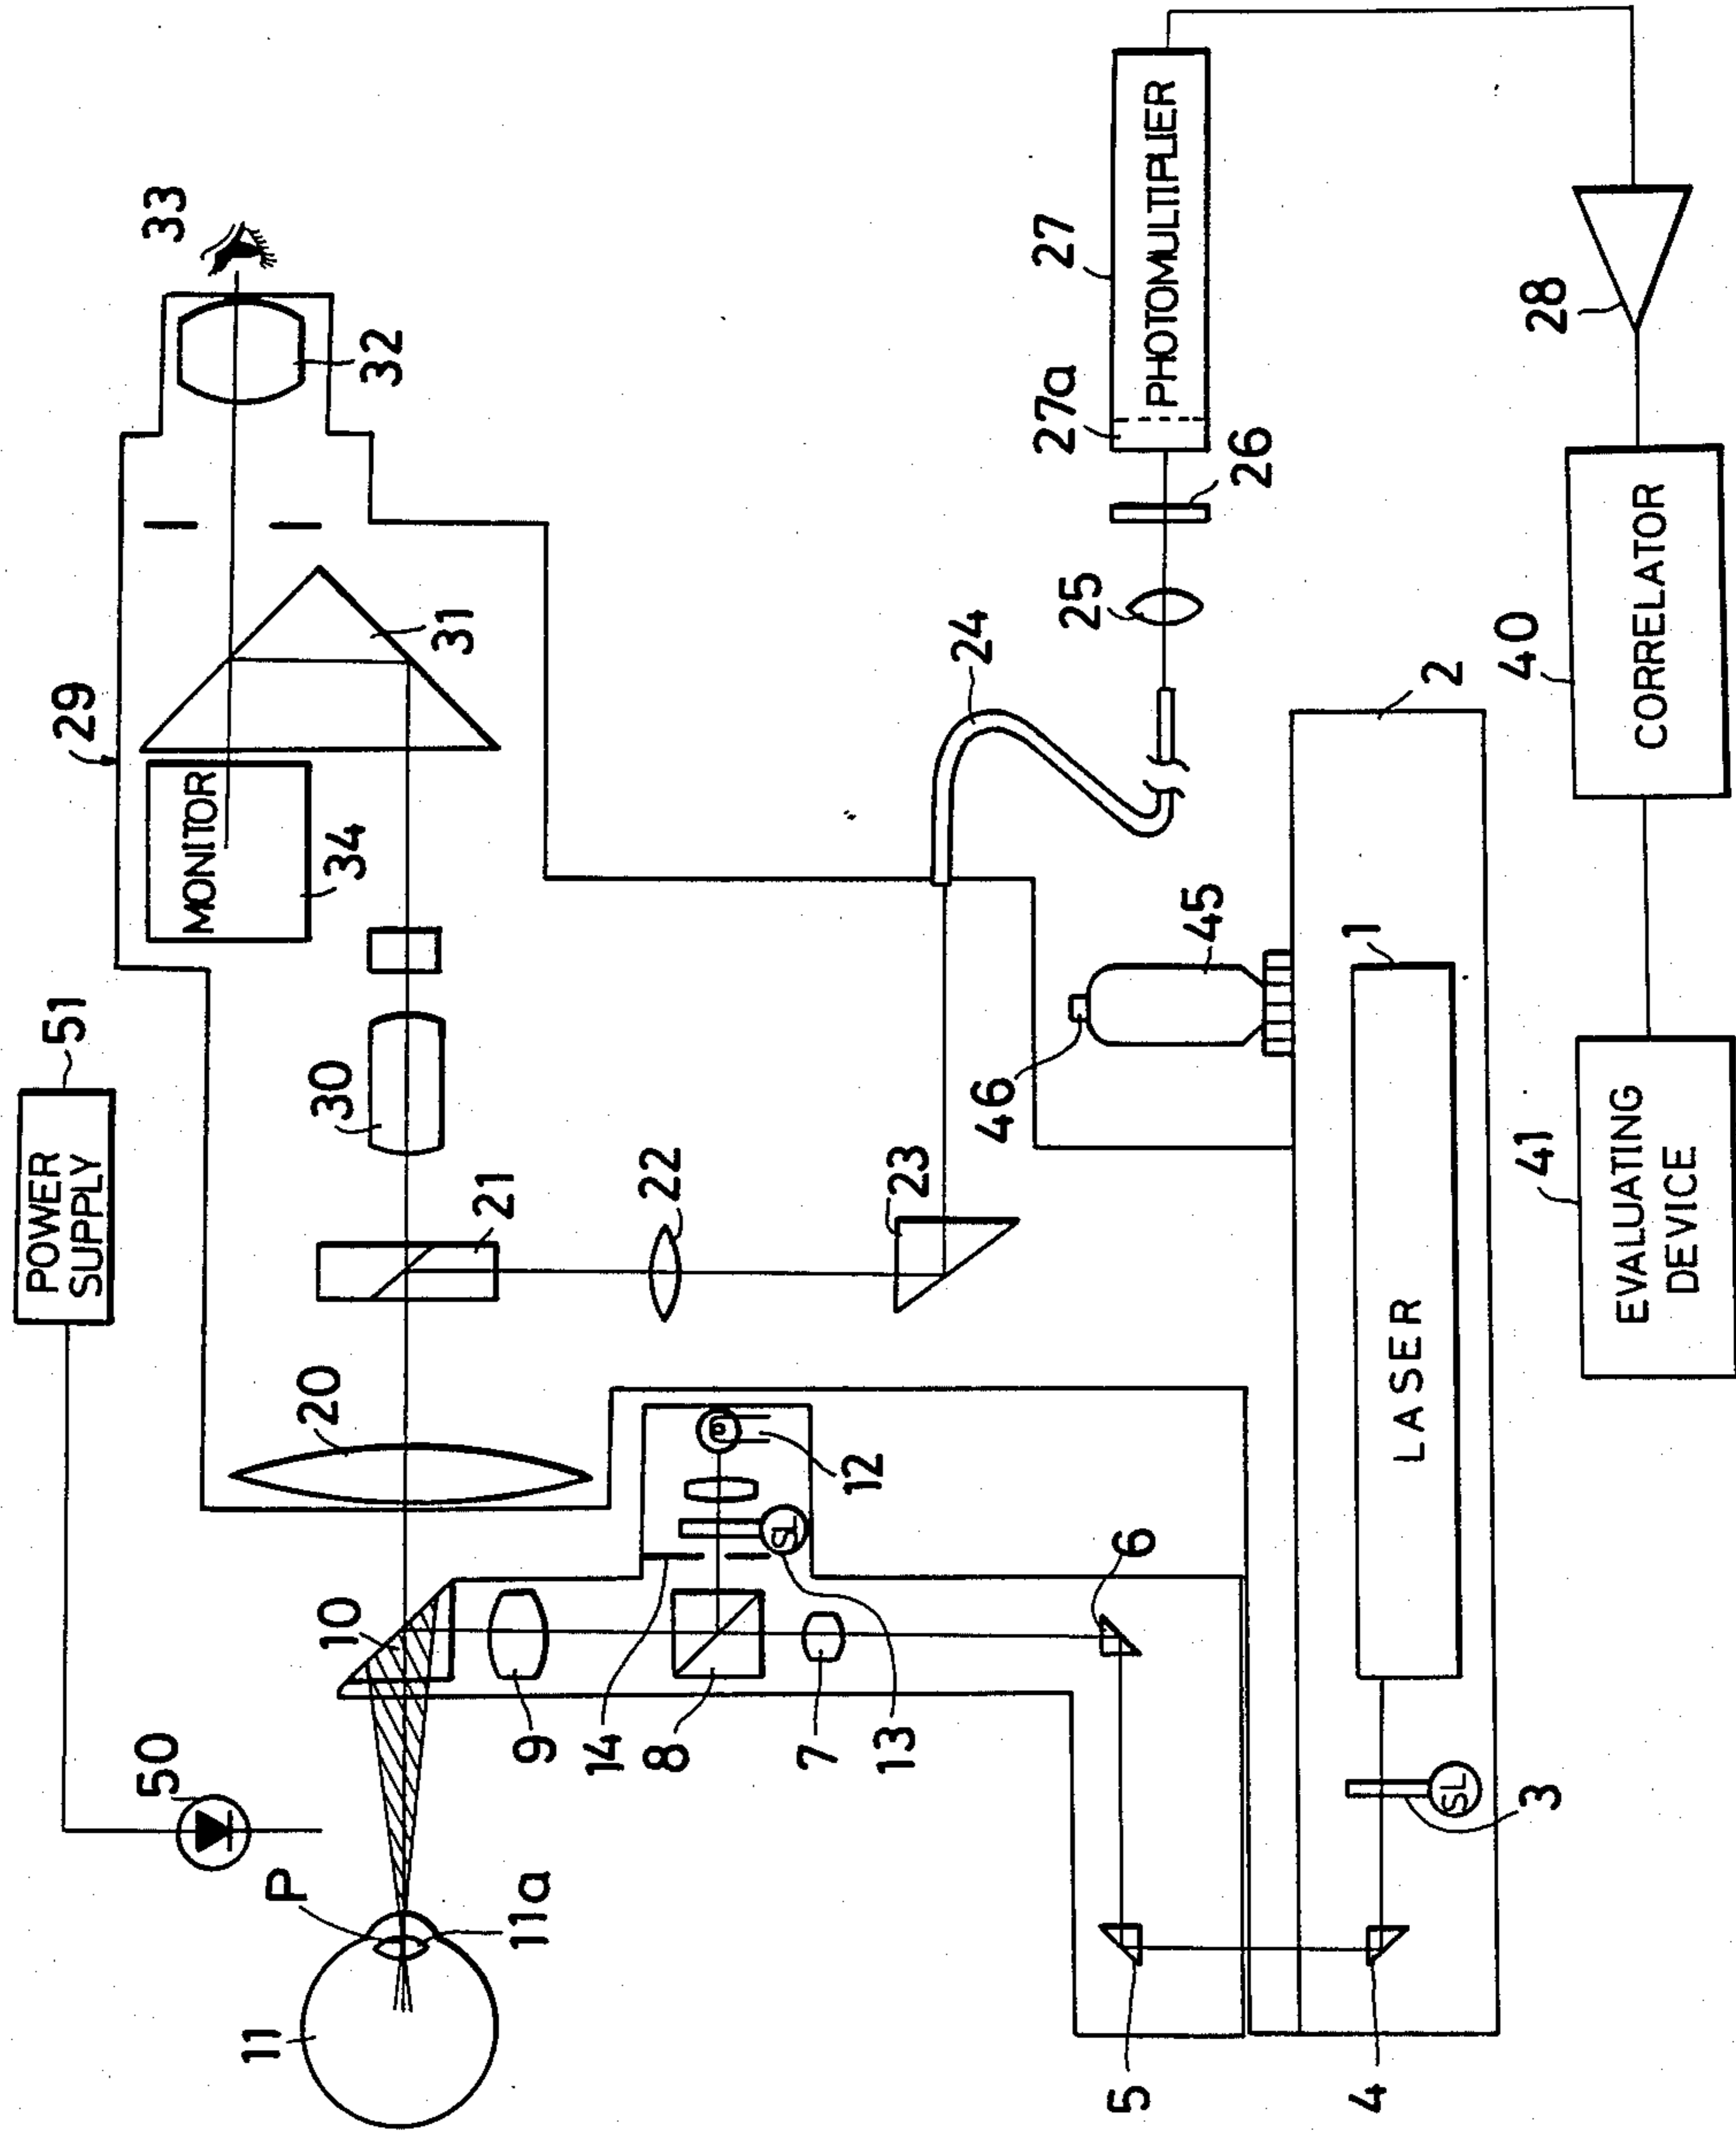 33
29
MONITOR
34
31
32
51
POWER
SUPPLY
30
21
22
23
24
27
27a
PHOTOMULTIPLIER
25
26
28
20
10
50
P
11
11a
9
14
8
7
13
SL
12
6
5
4
46
45
2
1
LASER
SL
3
40
CORRELATOR
41
EVALUATING
DEVICE